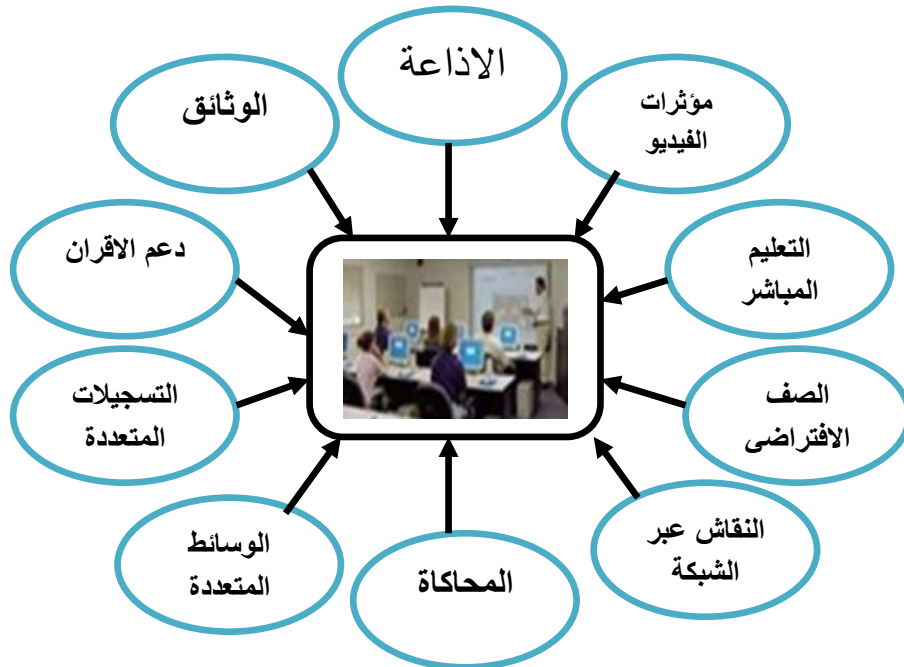 الاذاعة
مؤثرات
الفيديو
الوثائق
التعليم
المباشر
دعم الاقران
الصف
الافتراضى
التسجيلات
المتعددة
النقاش عبر
الشبكة
المحاكاة
الوسائط
المتعددة